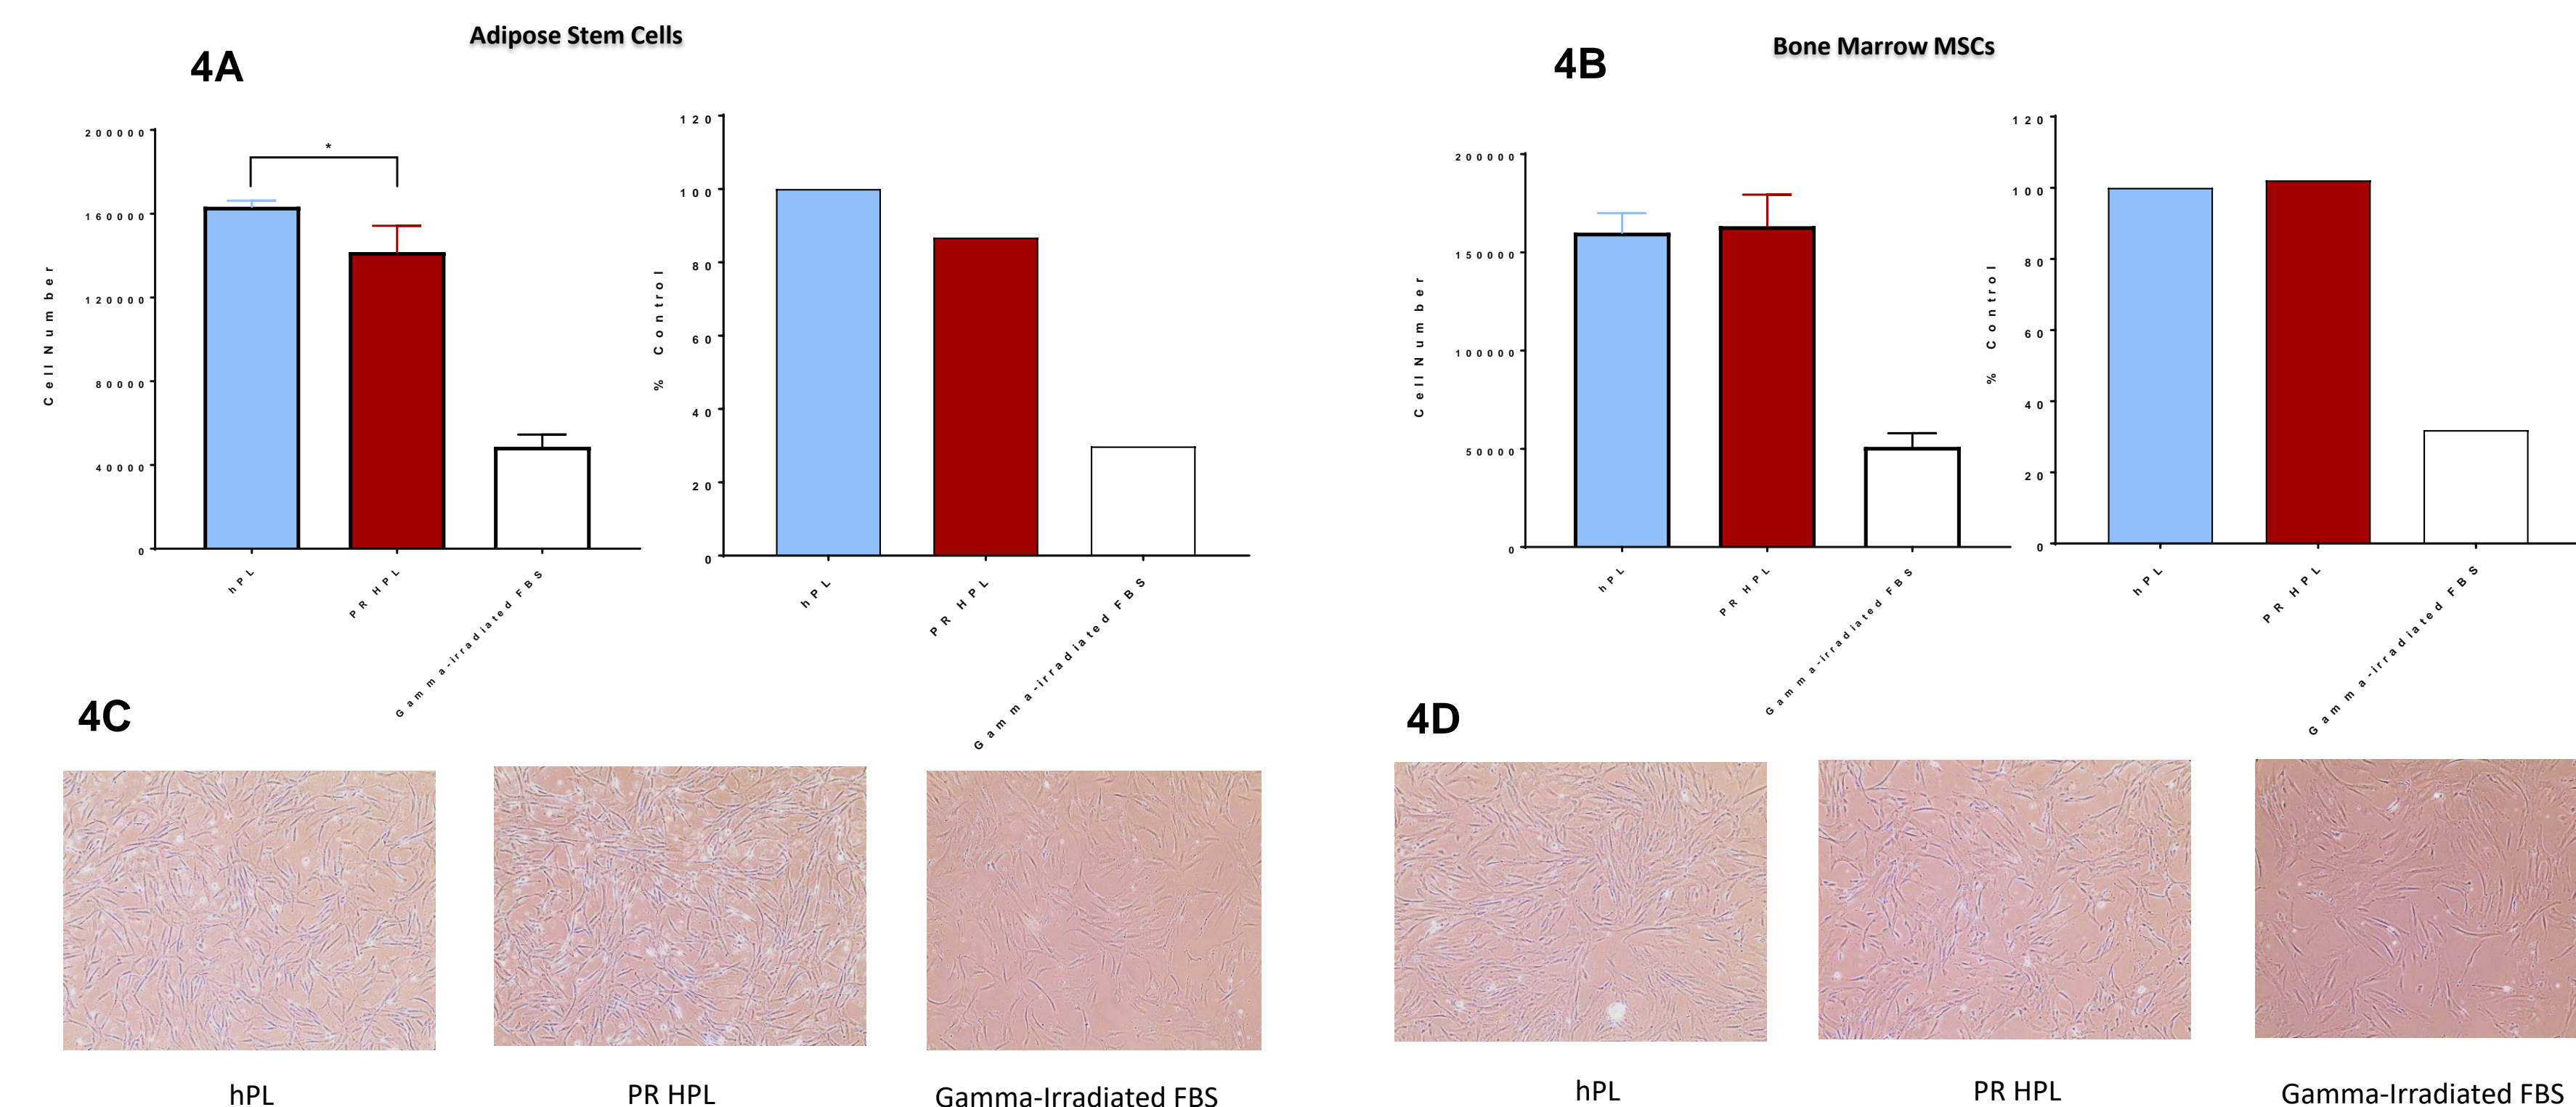 Adipose Stem Cells
4A
200000
160000
120000
80000
40000
0
Cell Number
*
hPL
PR HPL
Gamma-irradiated FBS
120
100
80
60
40
20
0
% Control
hPL
PR HPL
Gamma-irradiated FBS
Bone Marrow MSCs
4B
200000
150000
100000
50000
0
Cell Number
hPL
PR HPL
Gamma-irradiated FBS
120
100
80
60
40
20
0
% Control
hPL
PR HPL
Gamma-irradiated FBS
4C
hPL
PR HPL
Gamma-Irradiated FBS
4D
hPL
PR HPL
Gamma-Irradiated FBS